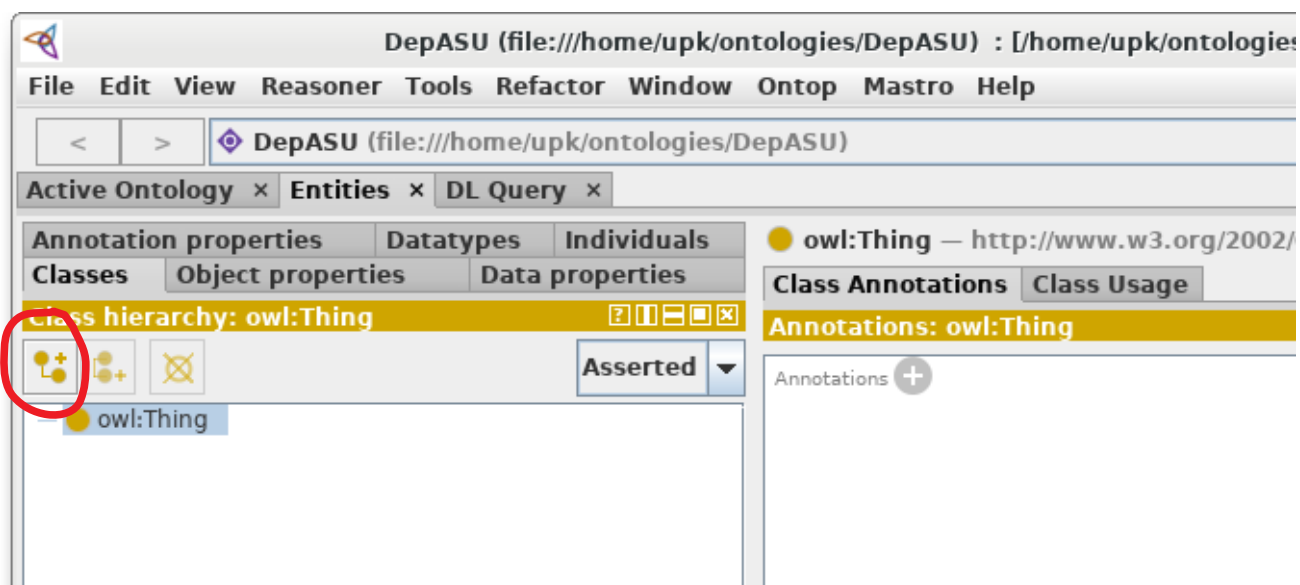 DepASU (file:///home/upk/ontologies/DepASU) : [/home/upk/ontologies
File Edit View Reasoner Tools Refactor Window Ontop Mastro Help
< > DepASU (file:///home/upk/ontologies/DepASU)
Active Ontology × Entities × DL Query ×
Annotation properties Datatypes Individuals
Classes Object properties Data properties
Class hierarchy: owl:Thing
Asserted
owl:Thing
owl:Thing — http://www.w3.org/2002/
Class Annotations Class Usage
Annotations: owl:Thing
Annotations